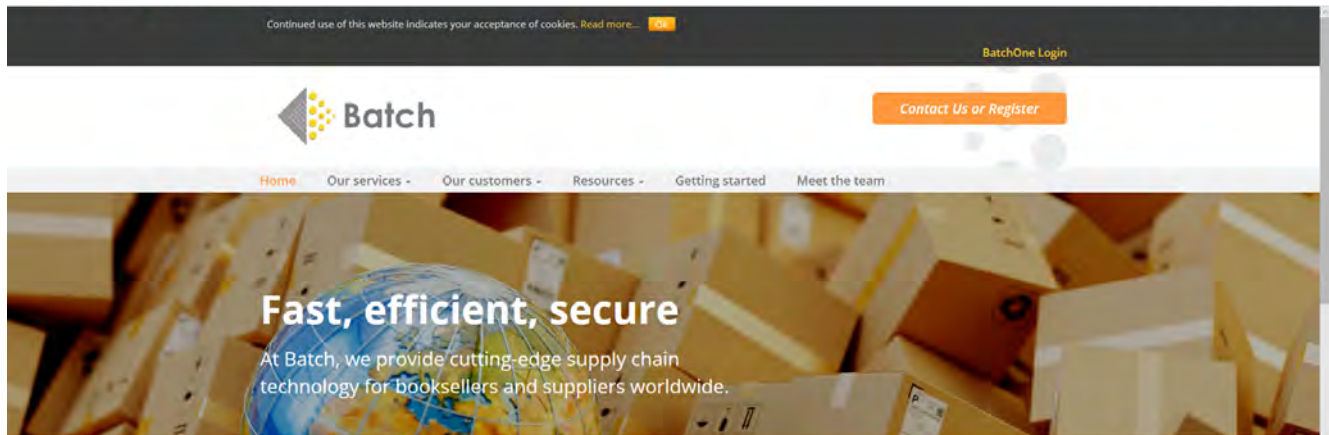 Continued use of this website indicates your acceptance of cookies. Read more... Ok
BatchOne Login
Batch
Contact Us or Register
Home Our services Our customers Resources Getting started Meet the team
Fast, efficient, secure
At Batch, we provide cutting-edge supply chain
technology for booksellers and suppliers worldwide.